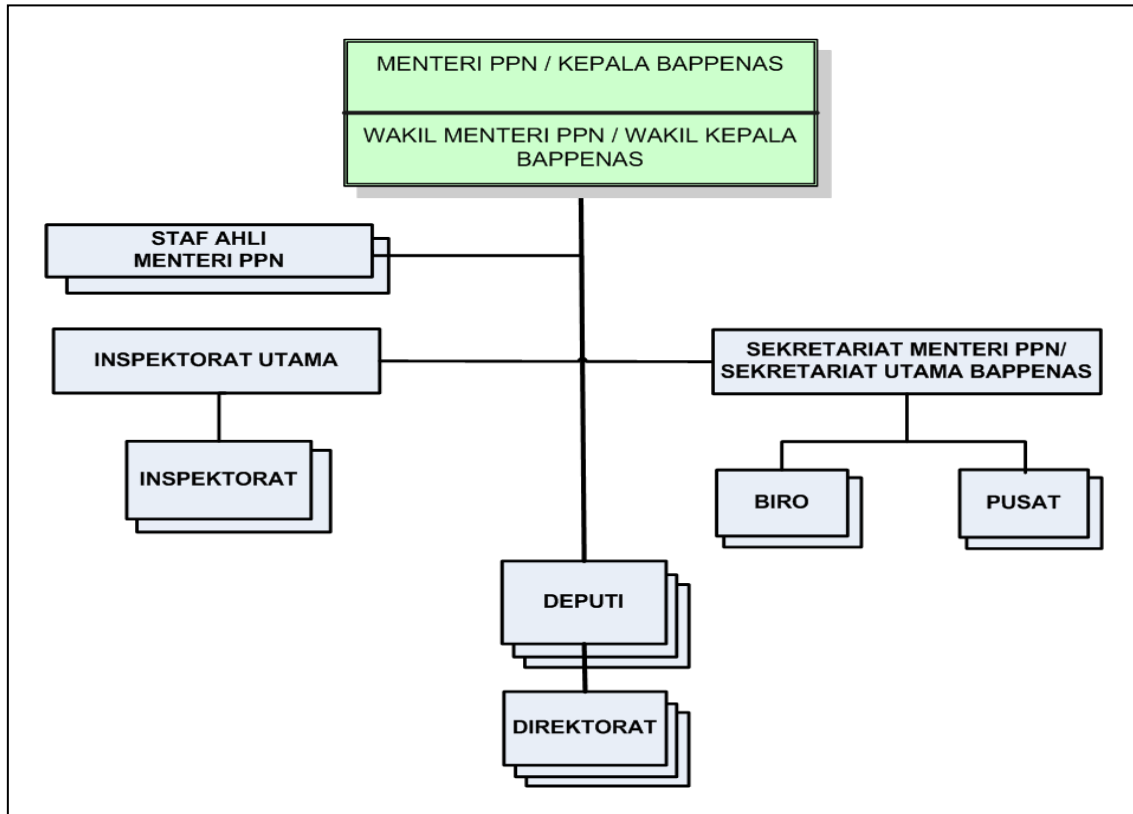 MENTERI PPN / KEPALA BAPPENAS
WAKIL MENTERI PPN / WAKIL KEPALA
BAPPENAS
STAF AHLI
MENTERI PPN
INSPEKTORAT UTAMA
SEKRETARIAT MENTERI PPN/
SEKRETARIAT UTAMA BAPPENAS
INSPEKTORAT
BIRO
PUSAT
DEPUTI
DIREKTORAT